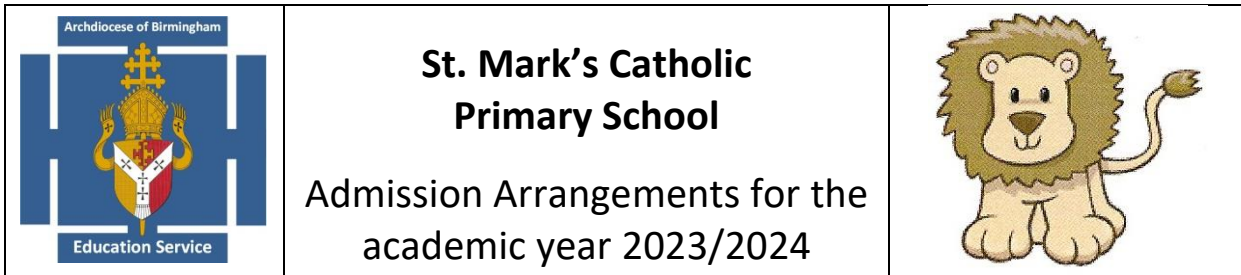 Archdiocese of Birmingham
Education Service
St. Mark’s Catholic
Primary School
Admission Arrangements for the
academic year 2023/2024